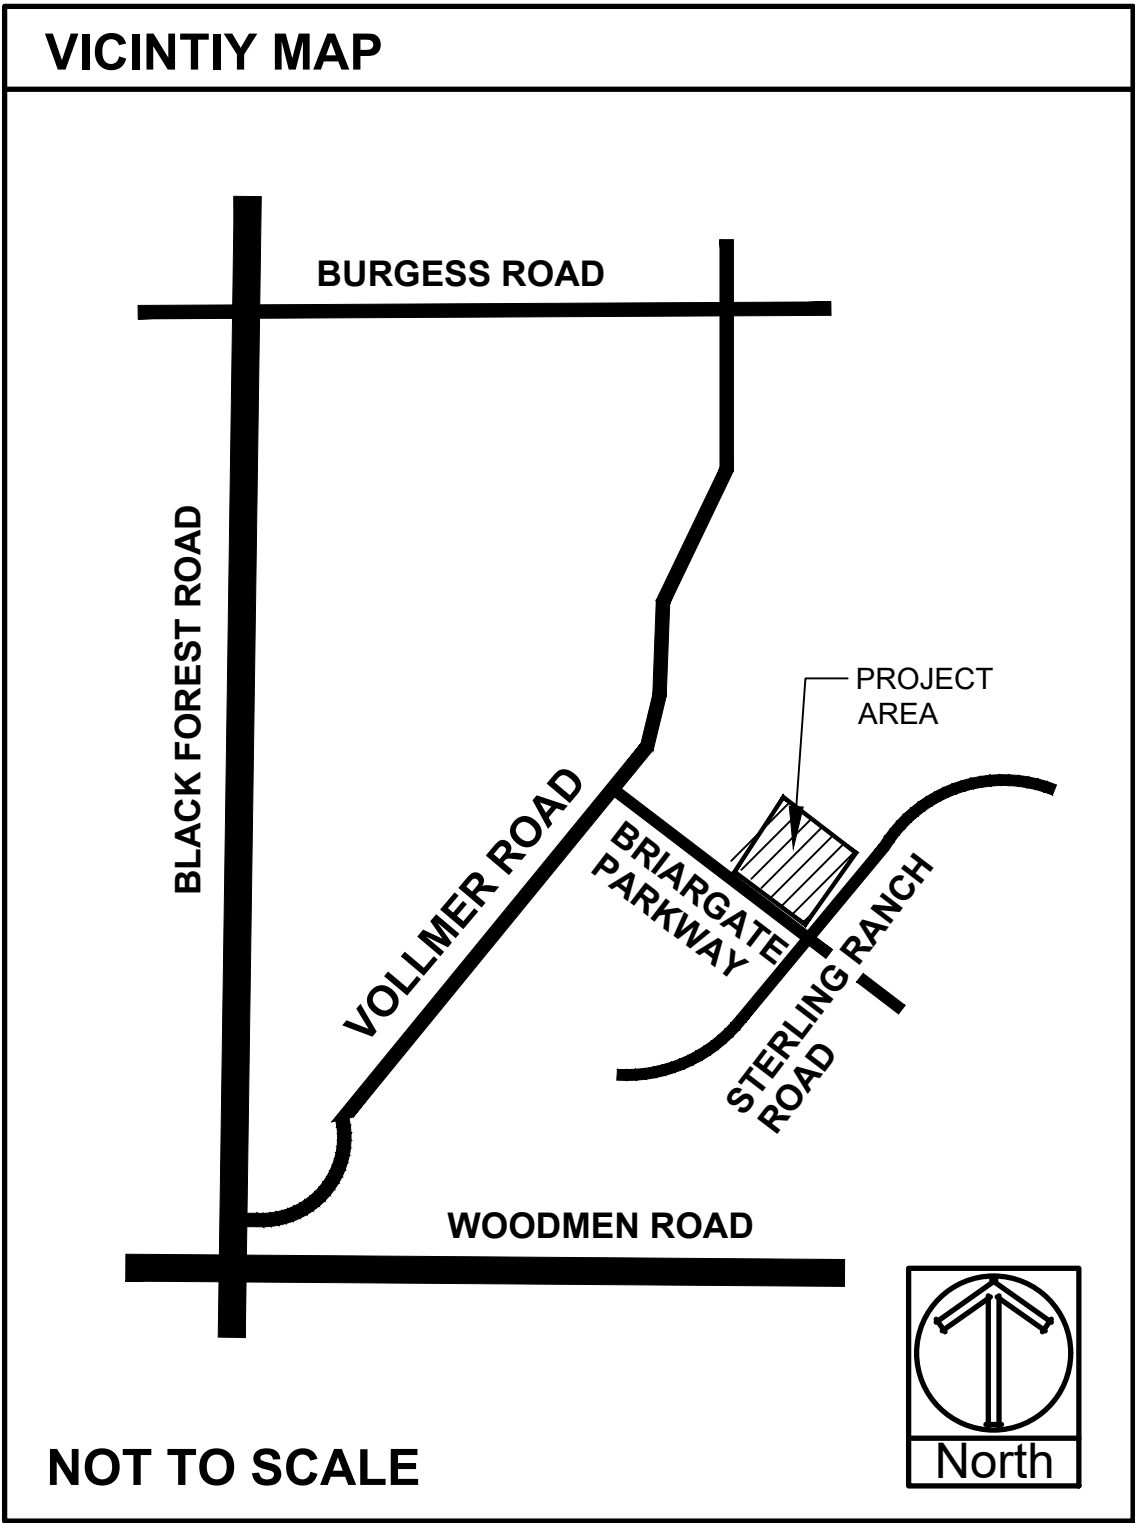 VICINTIY MAP
BURGESS ROAD
BLACK FOREST ROAD
PROJECT
AREA
VOLLMER ROAD
BRIARGATE
PARKWAY
STERLING RANCH
ROAD
WOODMEN ROAD
NOT TO SCALE
North